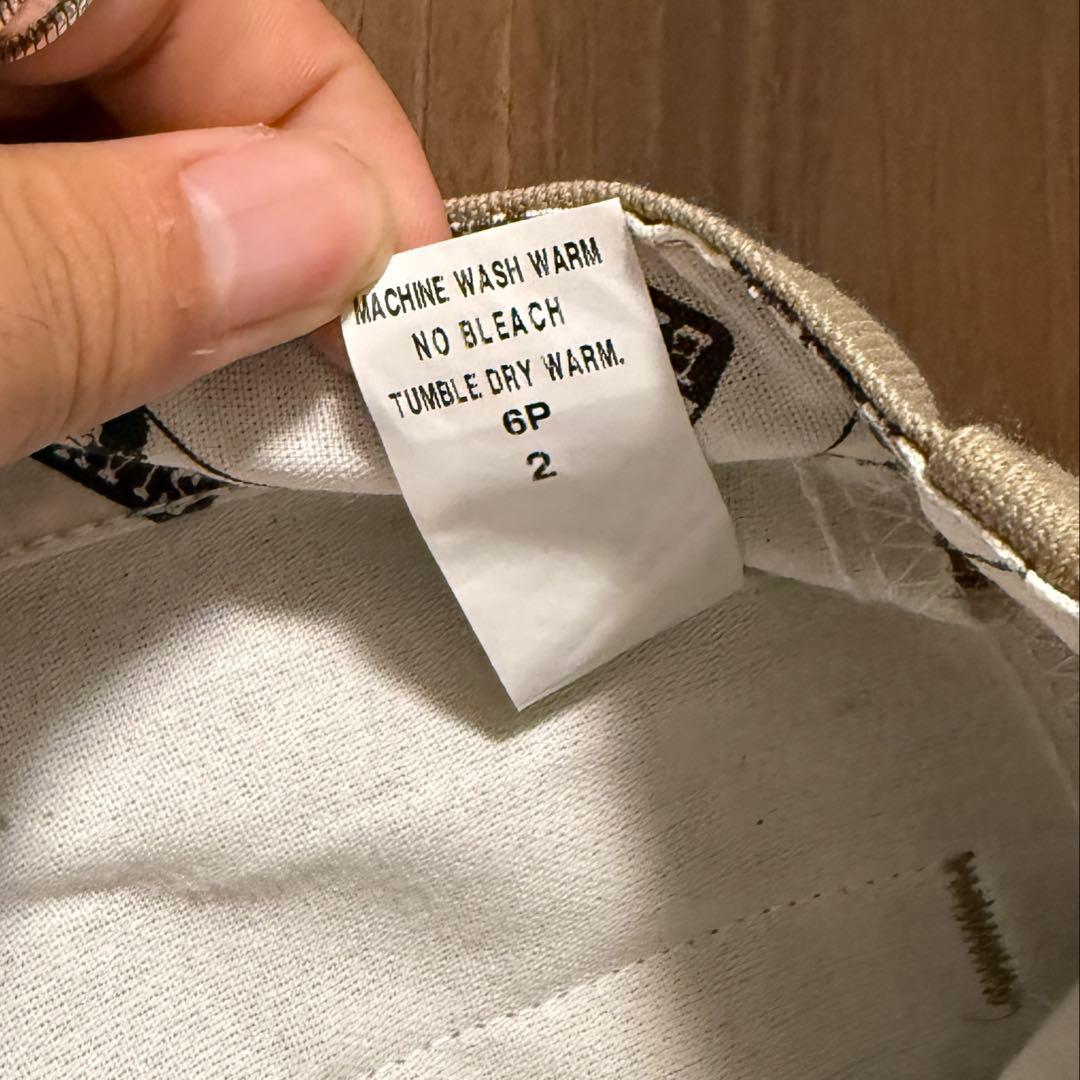 MACHINE WASH WARM
NO BLEACH
TUMBLE DRY WARM.
6P
2